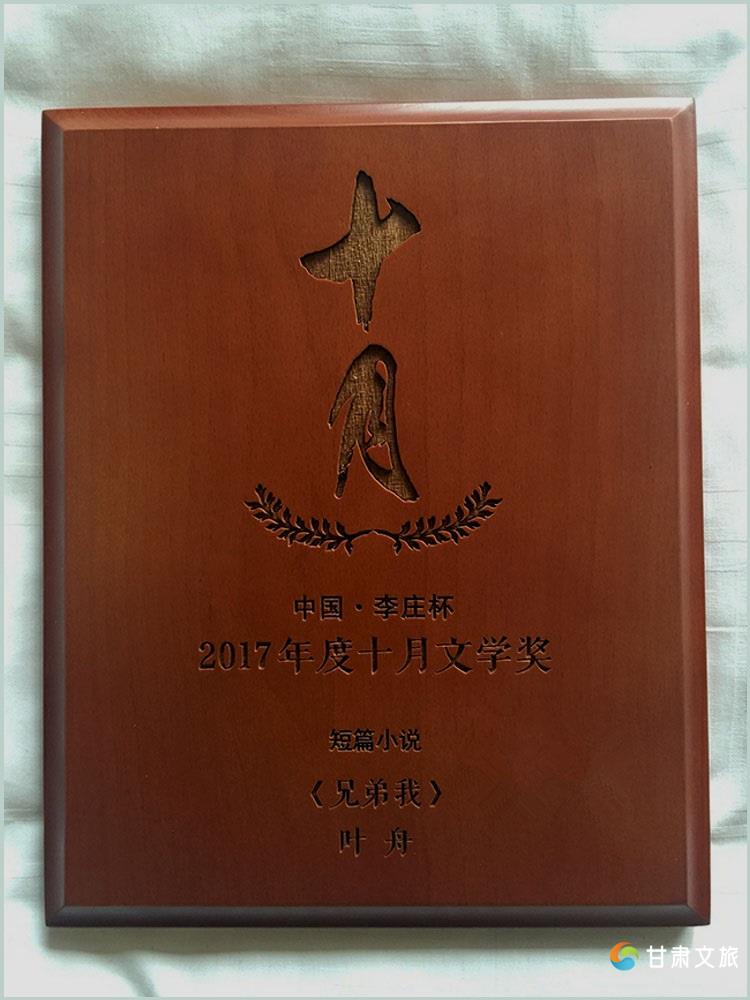 十月
中国·李庄杯
2017年度十月文学奖
短篇小说
《兄弟我》
叶舟
甘肃文旅